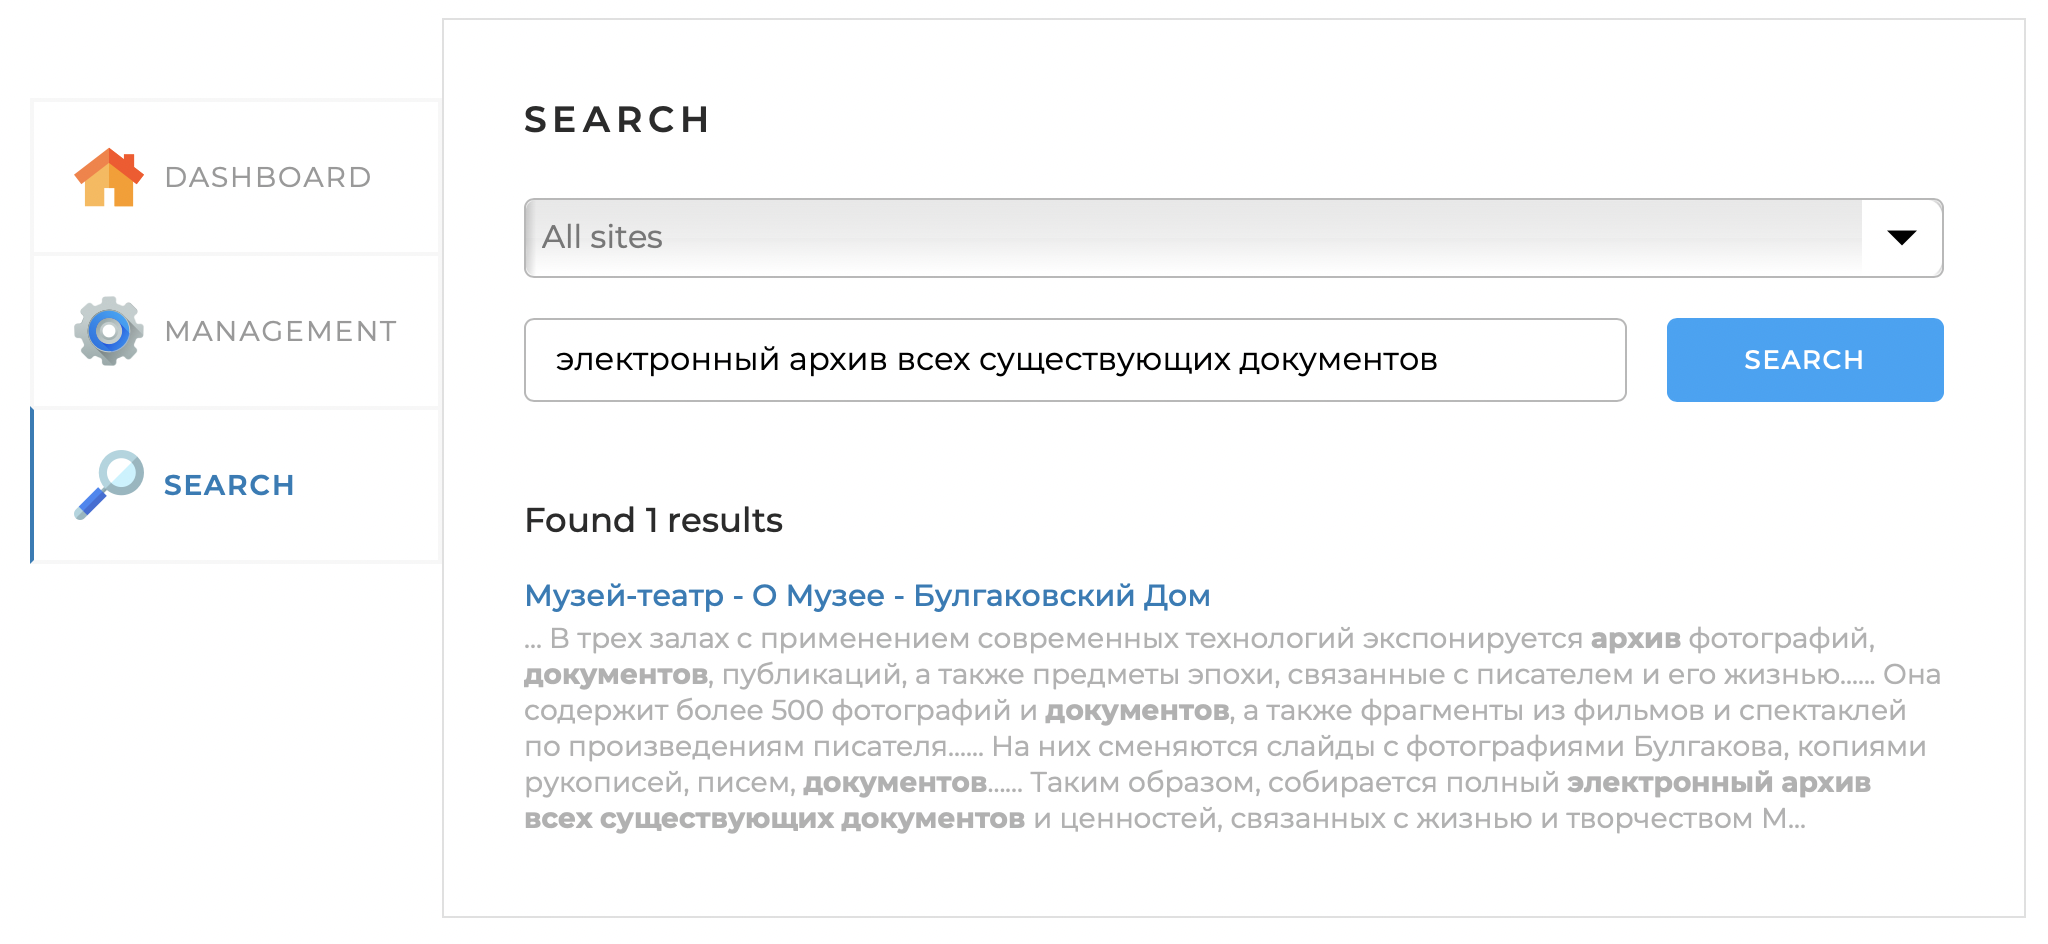 SEARCH
DASHBOARD
MANAGEMENT
SEARCH
All sites
электронный архив всех существующих документов
SEARCH
Found 1 results
Музей-театр - О Музее - Булгаковский Дом
... В трех залах с применением современных технологий экспонируется архив фотографий,
документов, публикаций, а также предметы эпохи, связанные с писателем и его жизнью...... Она
содержит более 500 фотографий и документов, а также фрагменты из фильмов и спектаклей
по произведениям писателя...... На них сменяются слайды с фотографиями Булгакова, копиями
рукописей, писем, документов...... Таким образом, собирается полный электронный архив
всех существующих документов и ценностей, связанных с жизнью и творчеством М...